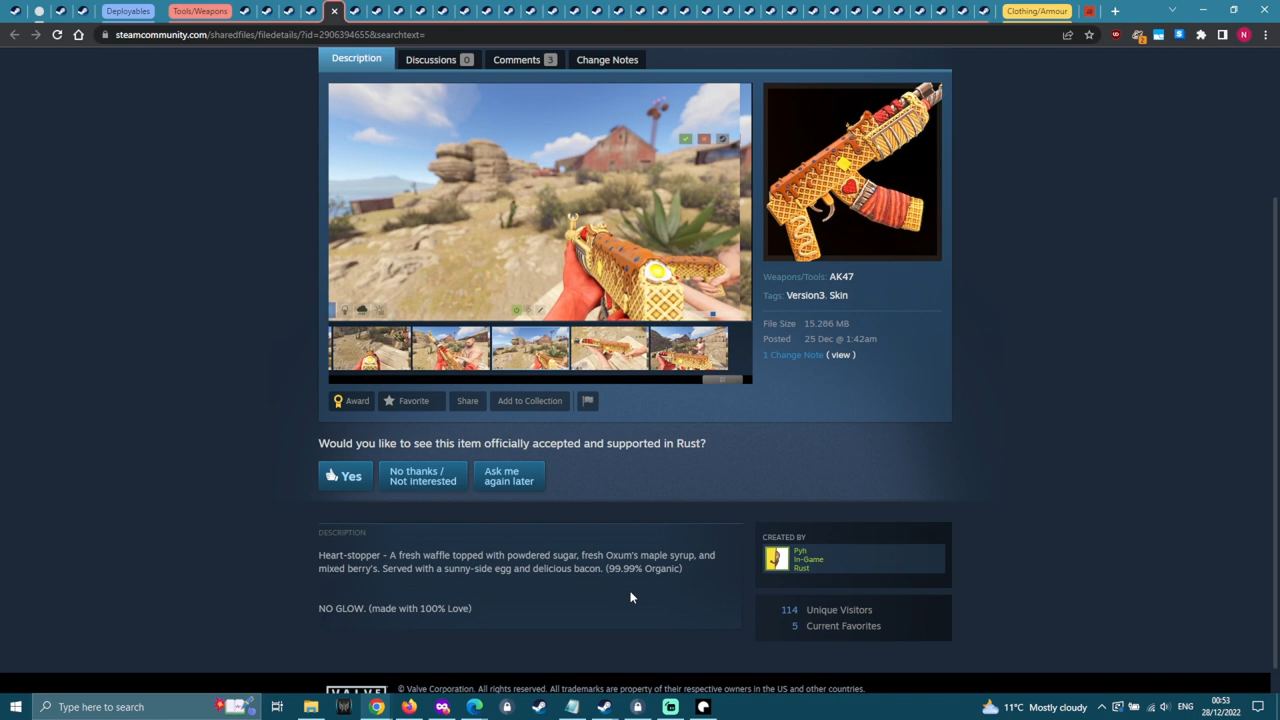 Deployables
Tools/Weapons
Clothing/Armour
steamcommunity.com/sharedfiles/filedetails/?id=2906394655&searchtext=
N
Description
Discussions 0
Comments 3
Change Notes
Weapons/Tools: AK47
Tags: Version3, Skin
File Size 15.286 MB
Posted 25 Dec @ 1:42am
1 Change Note ( view )
Award
Favorite
Share
Add to Collection
Would you like to see this item officially accepted and supported in Rust?
Yes
No thanks /
Not interested
Ask me
again later
DESCRIPTION
Heart-stopper - A fresh waffle topped with powdered sugar, fresh Oxum's maple syrup, and
mixed berry's. Served with a sunny-side egg and delicious bacon. (99.99% Organic)
NO GLOW. (made with 100% Love)
CREATED BY
Pyh
In-Game
Rust
114 Unique Visitors
5 Current Favorites
VALVE
© Valve Corporation. All rights reserved. All trademarks are property of their respective owners in the US and other countries.
Type here to search
11°C Mostly cloudy
ENG
00:53
28/12/2022